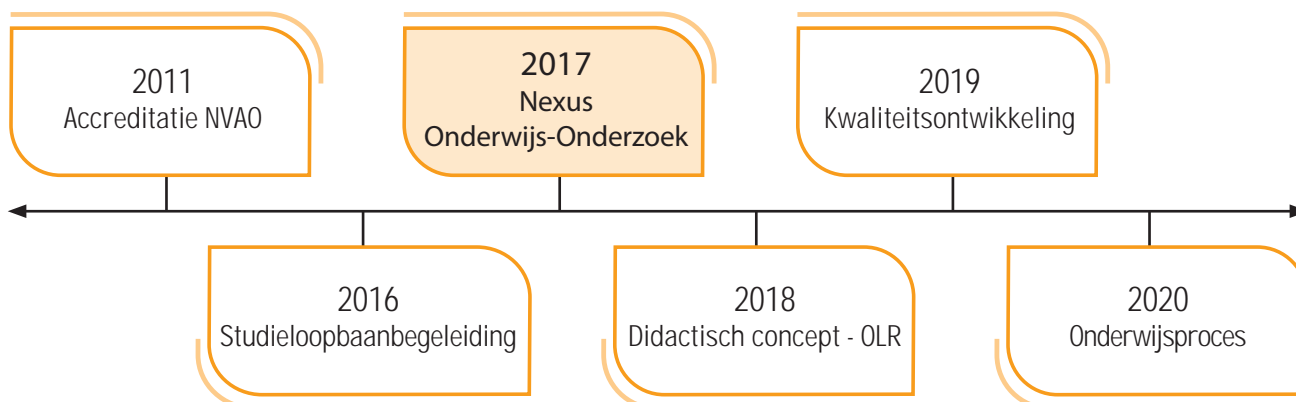 2011
Accreditatie NVAO
2017
Nexus
Onderwijs-Onderzoek
2019
Kwaliteitsontwikkeling
2016
Studieloopbaanbegeleiding
2018
Didactisch concept - OLR
2020
Onderwijsproces